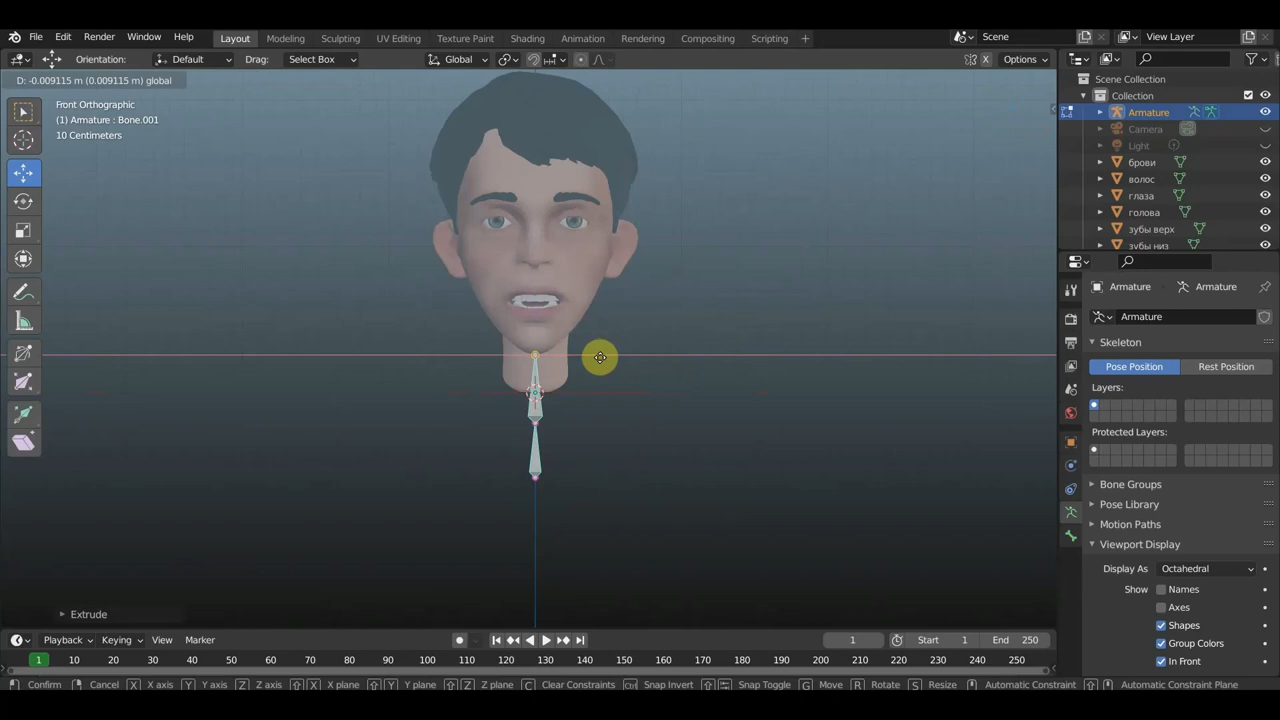 File Edit Render Window Help Layout Modeling Sculpting UV Editing Texture Paint Shading Animation Rendering Compositing Scripting + Scene View Layer
Orientation: Default Drag: Select Box Global X Options
D: -0.009115 m (0.009115 m) global
Front Orthographic
(1) Armature : Bone.001
10 Centimeters
Extrude
Scene Collection
Collection
Armature
Camera
Light
брови
волос
глаза
голова
зубы верх
зубы низ
Armature Armature
Armature
Skeleton
Pose Position Rest Position
Layers:
Protected Layers:
Bone Groups
Pose Library
Motion Paths
Viewport Display
Display As Octahedral
Show Names
Axes
Shapes
Group Colors
In Front
Playback Keying View Marker 1 Start 1 End 250
1 10 20 30 40 50 60 70 80 90 100 110 120 130 140 150 160 170 180 190 200 210 220 230 240 250
Confirm Cancel X X axis Y Y axis Z Z axis X X plane Y Y plane Z Z plane C Clear Constraints Ctrl Snap Invert Snap Toggle G Move R Rotate S Resize Automatic Constraint Automatic Constraint Plane